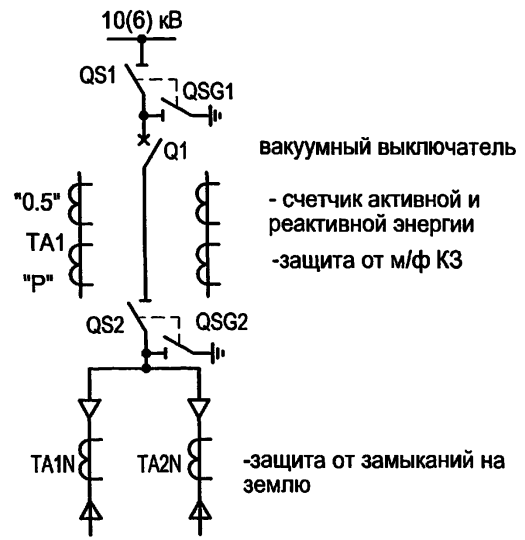 10(6) кВ
QS1
QSG1
Q1
вакуумный выключатель
"0.5"
- счетчик активной и
реактивной энергии
TA1
-защита от м/ф КЗ
"P"
QS2
QSG2
TA1N
TA2N
-защита от замыканий на
землю